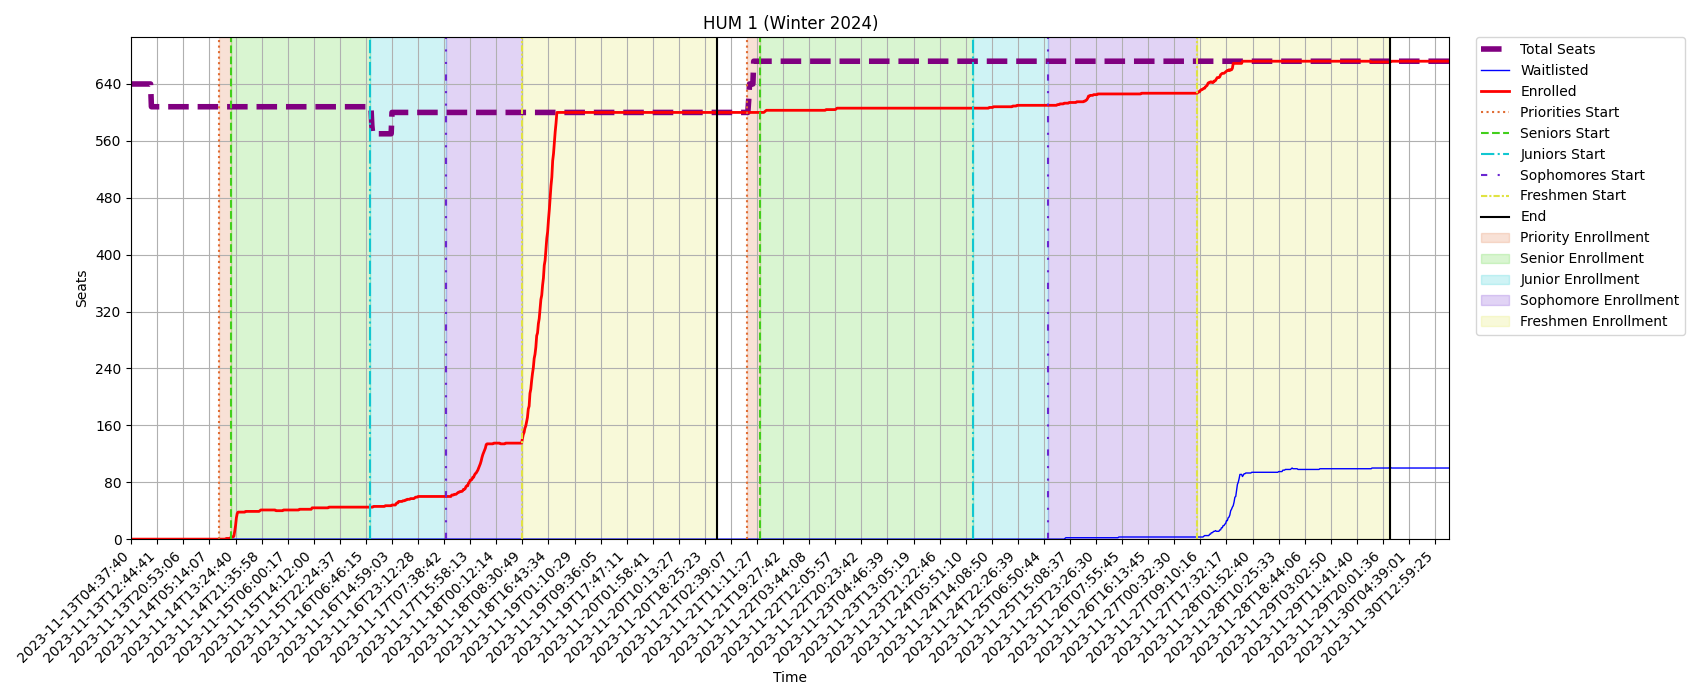 HUM 1 (Winter 2024)
Seats
640
560
480
400
320
240
160
80
0
2023-11-13T04:37:40
2023-11-13T12:44:41
2023-11-13T20:53:06
2023-11-14T05:14:07
2023-11-14T13:24:40
2023-11-14T21:35:58
2023-11-15T06:00:17
2023-11-15T14:12:00
2023-11-15T22:24:37
2023-11-16T06:46:15
2023-11-16T14:59:03
2023-11-16T23:12:28
2023-11-17T07:38:42
2023-11-17T15:58:13
2023-11-18T00:12:14
2023-11-18T08:30:49
2023-11-18T16:43:34
2023-11-19T01:10:29
2023-11-19T09:36:05
2023-11-19T17:47:11
2023-11-20T01:58:41
2023-11-20T10:13:27
2023-11-20T18:25:23
2023-11-21T02:39:07
2023-11-21T11:11:27
2023-11-21T19:27:42
2023-11-22T03:44:08
2023-11-22T12:05:57
2023-11-22T20:23:42
2023-11-23T04:46:39
2023-11-23T13:05:19
2023-11-23T21:22:46
2023-11-24T05:51:10
2023-11-24T14:08:50
2023-11-24T22:26:39
2023-11-25T06:50:44
2023-11-25T15:08:37
2023-11-25T23:26:30
2023-11-26T07:55:45
2023-11-26T16:13:45
2023-11-27T00:32:30
2023-11-27T09:10:16
2023-11-27T17:32:17
2023-11-28T01:52:40
2023-11-28T10:25:33
2023-11-28T18:44:06
2023-11-29T03:02:50
2023-11-29T11:41:40
2023-11-29T20:01:36
2023-11-30T04:39:01
2023-11-30T12:59:25
Time
Total Seats
Waitlisted
Enrolled
Priorities Start
Seniors Start
Juniors Start
Sophomores Start
Freshmen Start
End
Priority Enrollment
Senior Enrollment
Junior Enrollment
Sophomore Enrollment
Freshmen Enrollment